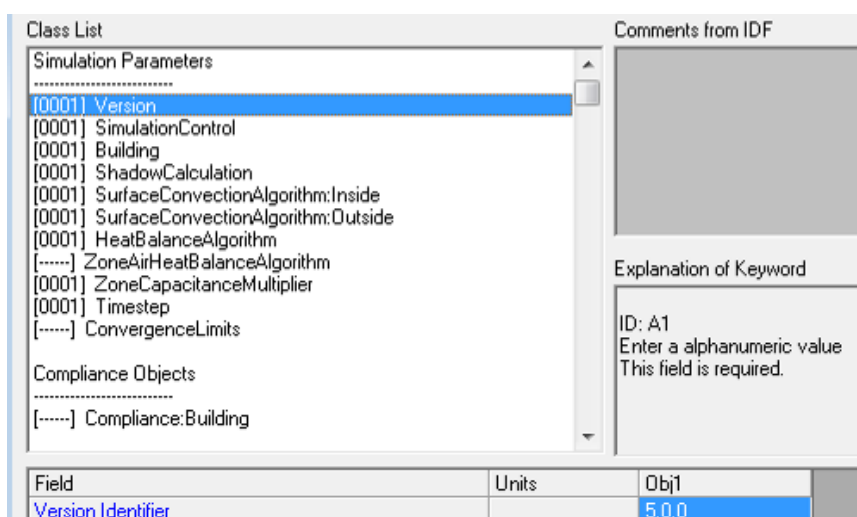 Class List
Comments from IDF
Simulation Parameters
---------------------------
[0001] Version
[0001] SimulationControl
[0001] Building
[0001] ShadowCalculation
[0001] SurfaceConvectionAlgorithm:Inside
[0001] SurfaceConvectionAlgorithm:Outside
[0001] HeatBalanceAlgorithm
[------] ZoneAirHeatBalanceAlgorithm
[0001] ZoneCapacitanceMultiplier
[0001] Timestep
[------] ConvergenceLimits
Compliance Objects
---------------------------
[------] Compliance:Building
Explanation of Keyword
ID: A1
Enter a alphanumeric value
This field is required.
Field Units Obj1
Version Identifier 5.0.0